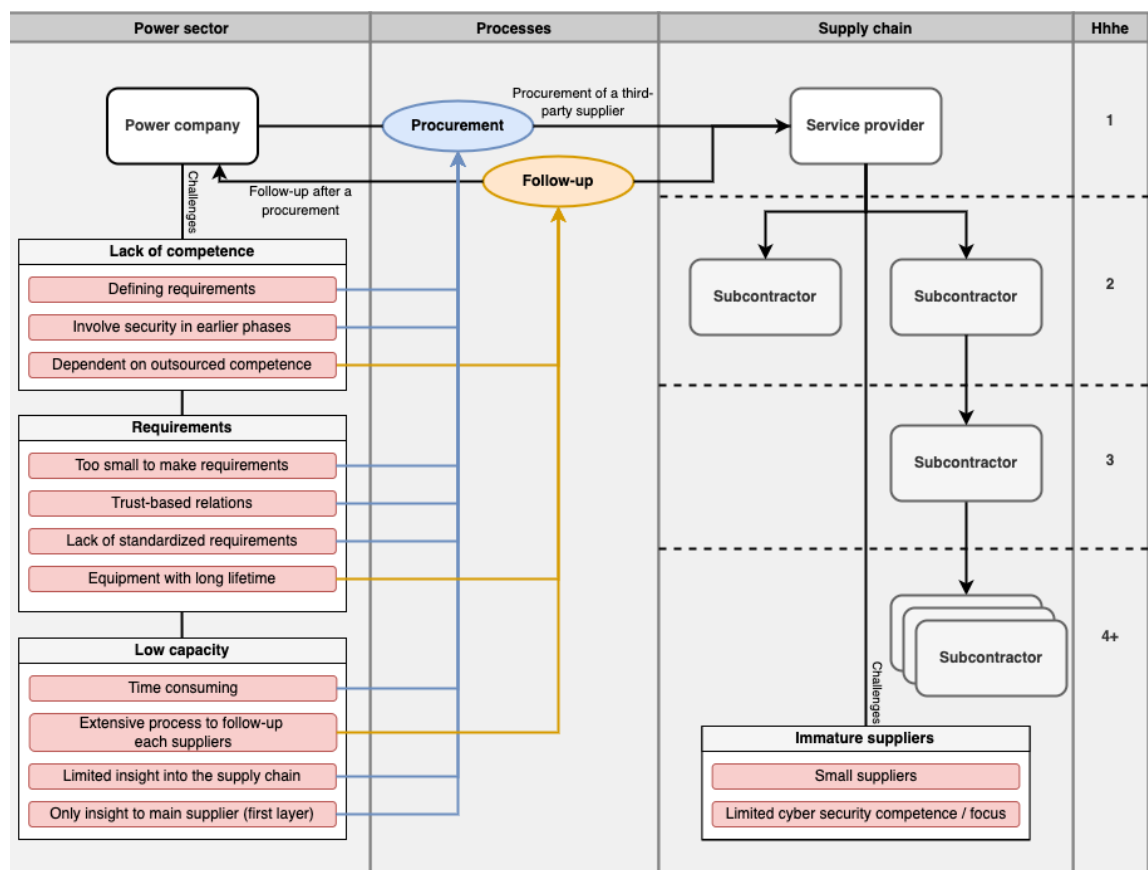 Power sector
Processes
Supply chain
Hhhe
Power company
Procurement
Procurement of a third-
party supplier
Service provider
1
Follow-up
Follow-up after a
procurement
Challenges
Lack of competence
Defining requirements
Involve security in earlier phases
Dependent on outsourced competence
Subcontractor
Subcontractor
2
Requirements
Too small to make requirements
Trust-based relations
Lack of standardized requirements
Equipment with long lifetime
Subcontractor
3
Low capacity
Time consuming
Extensive process to follow-up
each suppliers
Limited insight into the supply chain
Only insight to main supplier (first layer)
Subcontractor
4+
Challenges
Immature suppliers
Small suppliers
Limited cyber security competence / focus